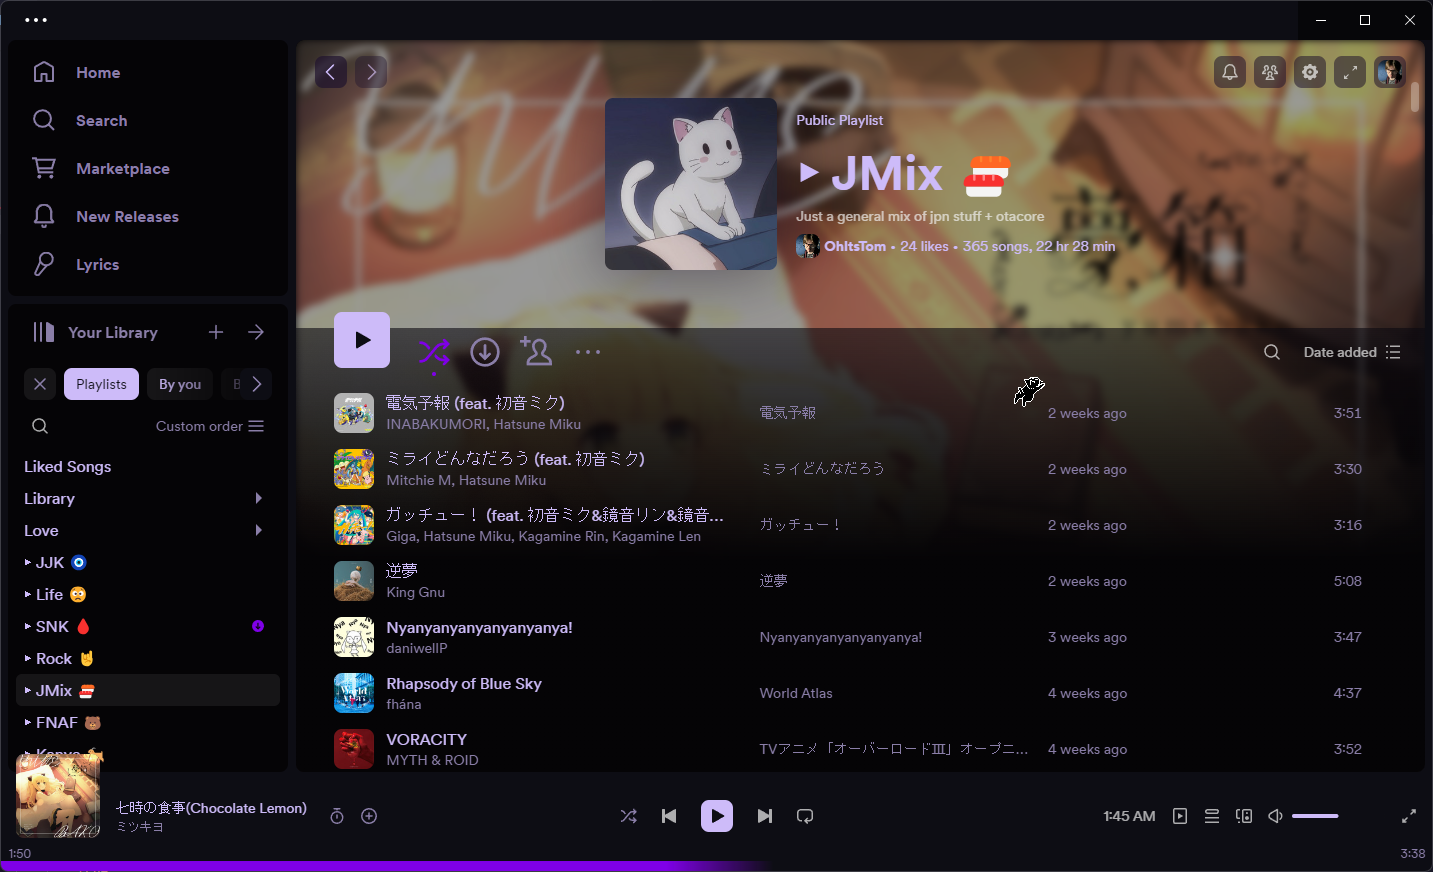 Home
Search
Marketplace
New Releases
Lyrics
Your Library
Playlists
By you
Custom order
Liked Songs
Library
Love
JJK 🧿
Life 😳
SNK 🩸
Rock 🤘
JMix 🍣
FNAF 🐻
Public Playlist
JMix 🍣
Just a general mix of jpn stuff + otacore
OhItsTom • 24 likes • 365 songs, 22 hr 28 min
Date added
電気予報 (feat. 初音ミク)
INABAKUMORI, Hatsune Miku
電気予報
2 weeks ago
3:51
ミライどんなだろう (feat. 初音ミク)
Mitchie M, Hatsune Miku
ミライどんなだろう
2 weeks ago
3:30
ガッチュー！ (feat. 初音ミク&鏡音リン&鏡音...
Giga, Hatsune Miku, Kagamine Rin, Kagamine Len
ガッチュー！
2 weeks ago
3:16
逆夢
King Gnu
逆夢
2 weeks ago
5:08
Nyanyanyanyanyanyanya!
daniwellP
Nyanyanyanyanyanyanya!
3 weeks ago
3:47
Rhapsody of Blue Sky
fhána
World Atlas
4 weeks ago
4:37
VORACITY
MYTH & ROID
TVアニメ「オーバーロードⅢ」オープニ...
4 weeks ago
3:52
七時の食事(Chocolate Lemon)
ミツキヨ
1:45 AM
1:50
3:38